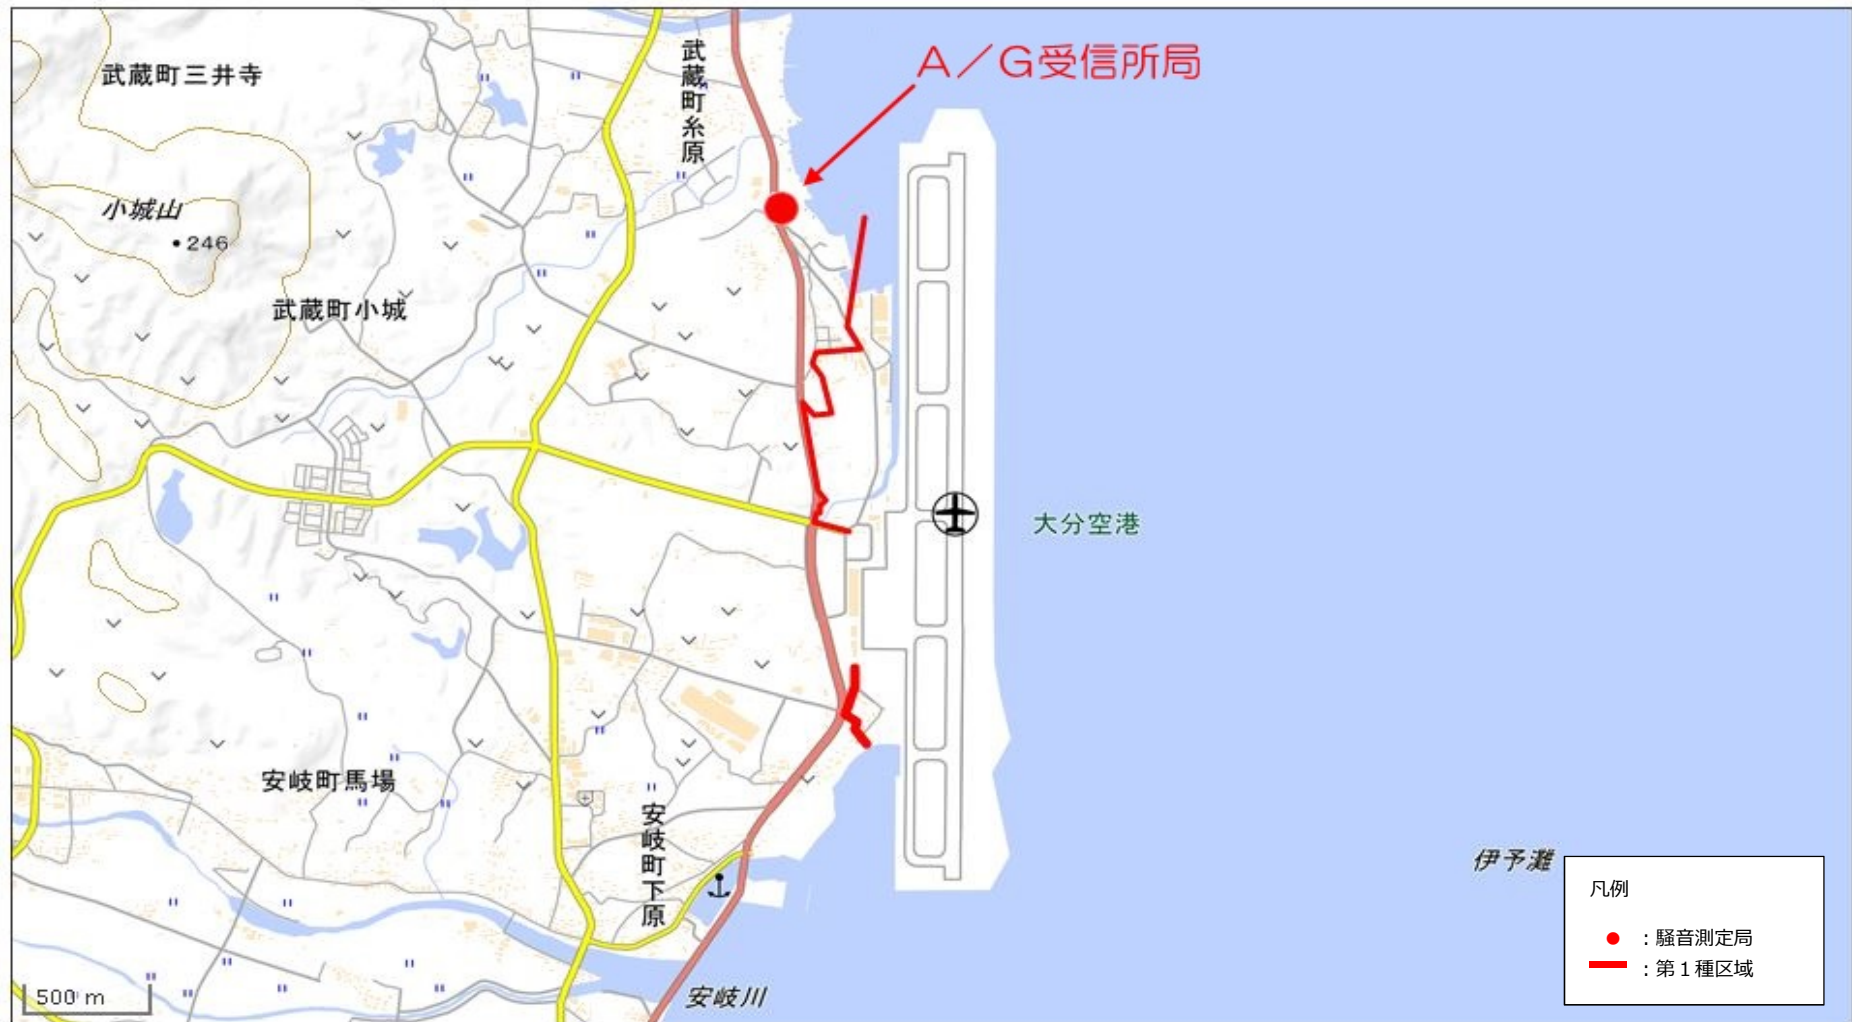 A／G受信所局
武蔵町三井寺
武蔵町糸原
小城山
246
武蔵町小城
大分空港
安岐町馬場
安岐町下原
伊予灘
安岐川
500 m
凡例
：騒音測定局
：第１種区域